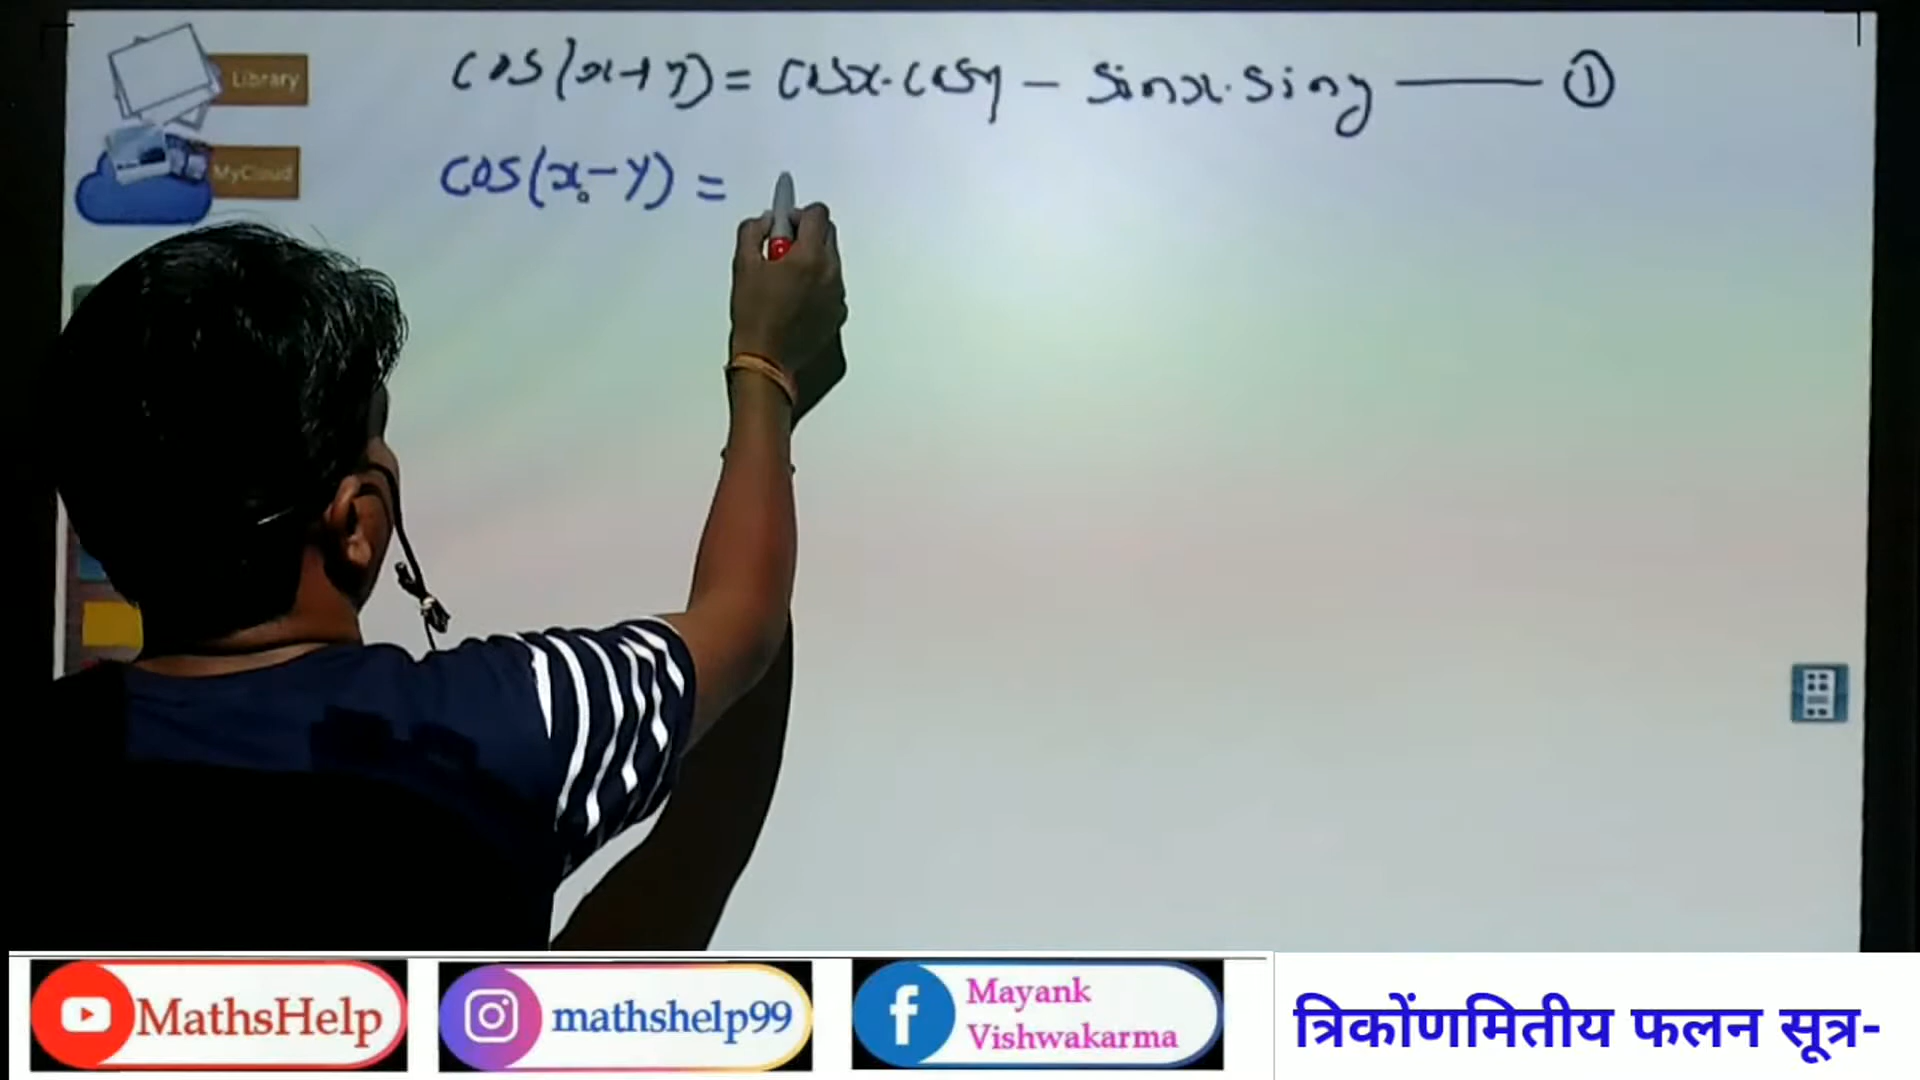 Library
cos(x+y) = cosx.cosy - sinx.siny —— ①
MyCloud
cos(x-y) =
MathsHelp
mathshelp99
Mayank
Vishwakarma
त्रिकोंणमितीय फलन सूत्र-